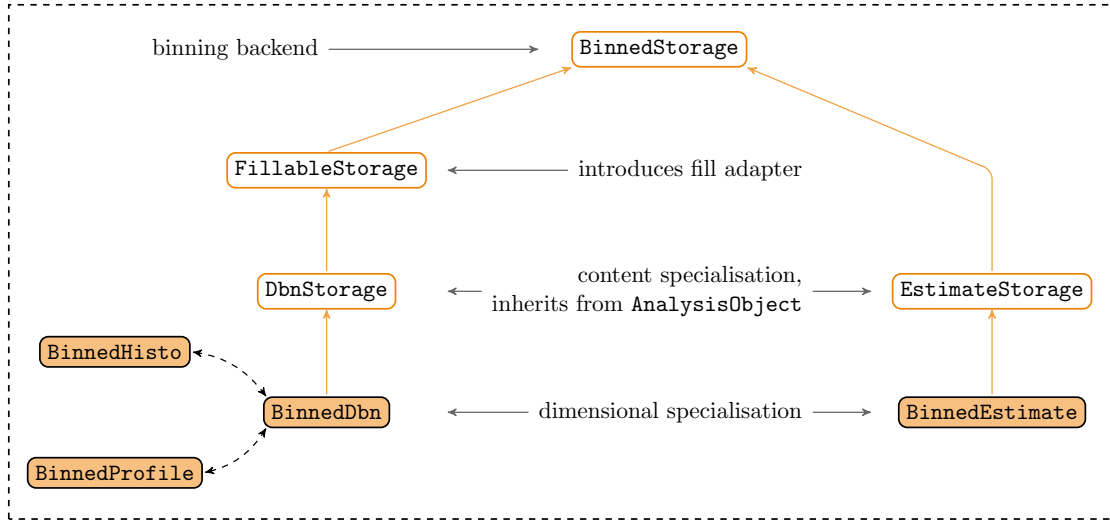 binning backend
BinnedStorage
FillableStorage
introduces fill adapter
DbnStorage
content specialisation,
inherits from AnalysisObject
EstimateStorage
BinnedHisto
BinnedDbn
dimensional specialisation
BinnedEstimate
BinnedProfile